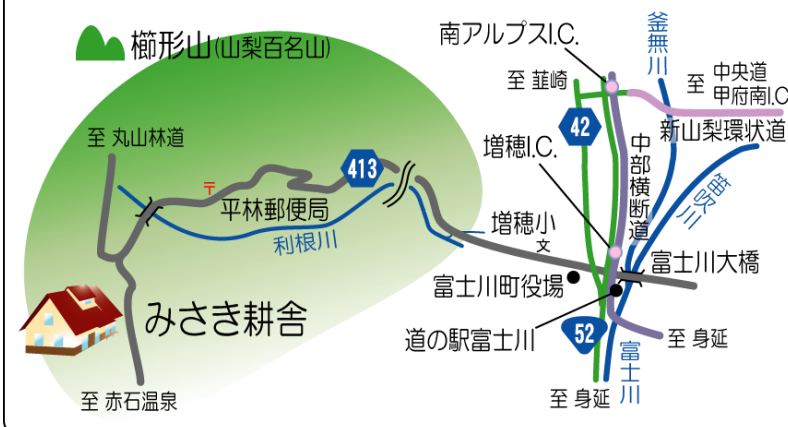 櫛形山(山梨百名山)
南アルプスI.C.
釜無川
至 韮崎
至 中央道
甲府南I.C
42
新山梨環状道
至 丸山林道
増穂I.C.
中部横断道
413
笛吹川
〒
平林郵便局
利根川
増穂小
文
富士川大橋
富士川町役場
みさき耕舎
道の駅富士川
52
至 身延
富士川
至 赤石温泉
至 身延